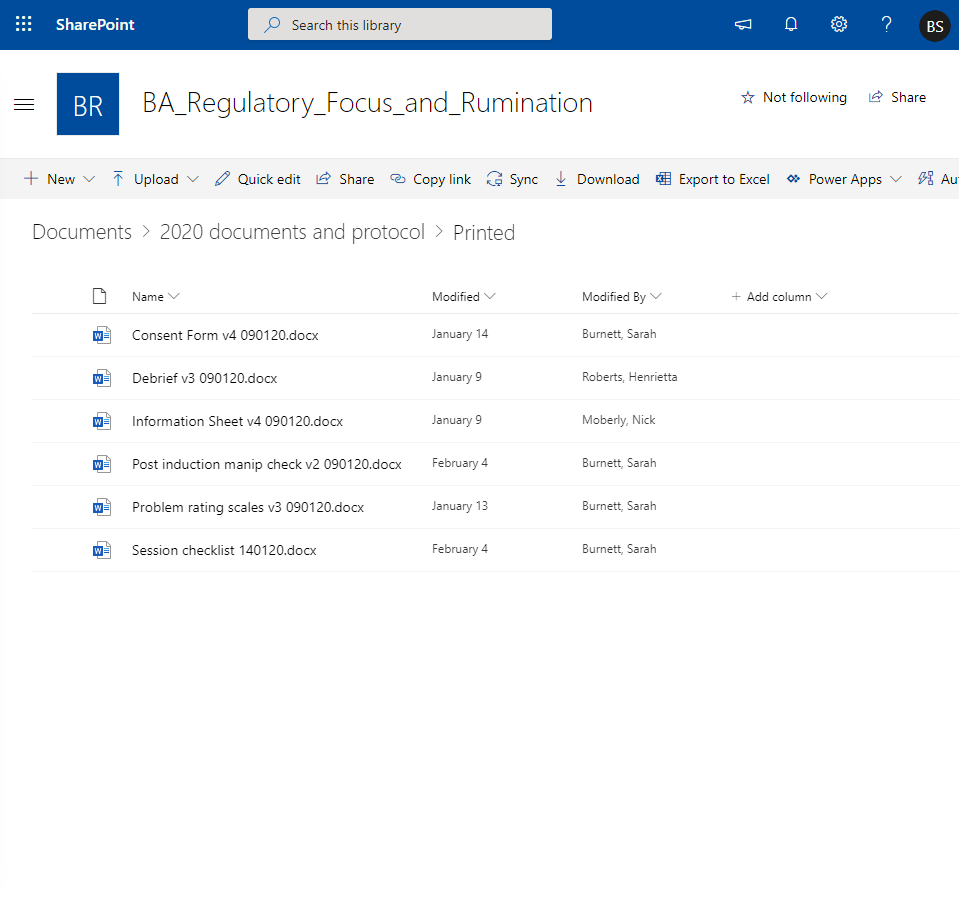 SharePoint Search this library ? BS
BR BA_Regulatory_Focus_and_Rumination Not following Share
New Upload Quick edit Share Copy link Sync Download Export to Excel Power Apps Aut
Documents > 2020 documents and protocol > Printed
Name Modified Modified By + Add column
Consent Form v4 090120.docx January 14 Burnett, Sarah
Debrief v3 090120.docx January 9 Roberts, Henrietta
Information Sheet v4 090120.docx January 9 Moberly, Nick
Post induction manip check v2 090120.docx February 4 Burnett, Sarah
Problem rating scales v3 090120.docx January 13 Burnett, Sarah
Session checklist 140120.docx February 4 Burnett, Sarah